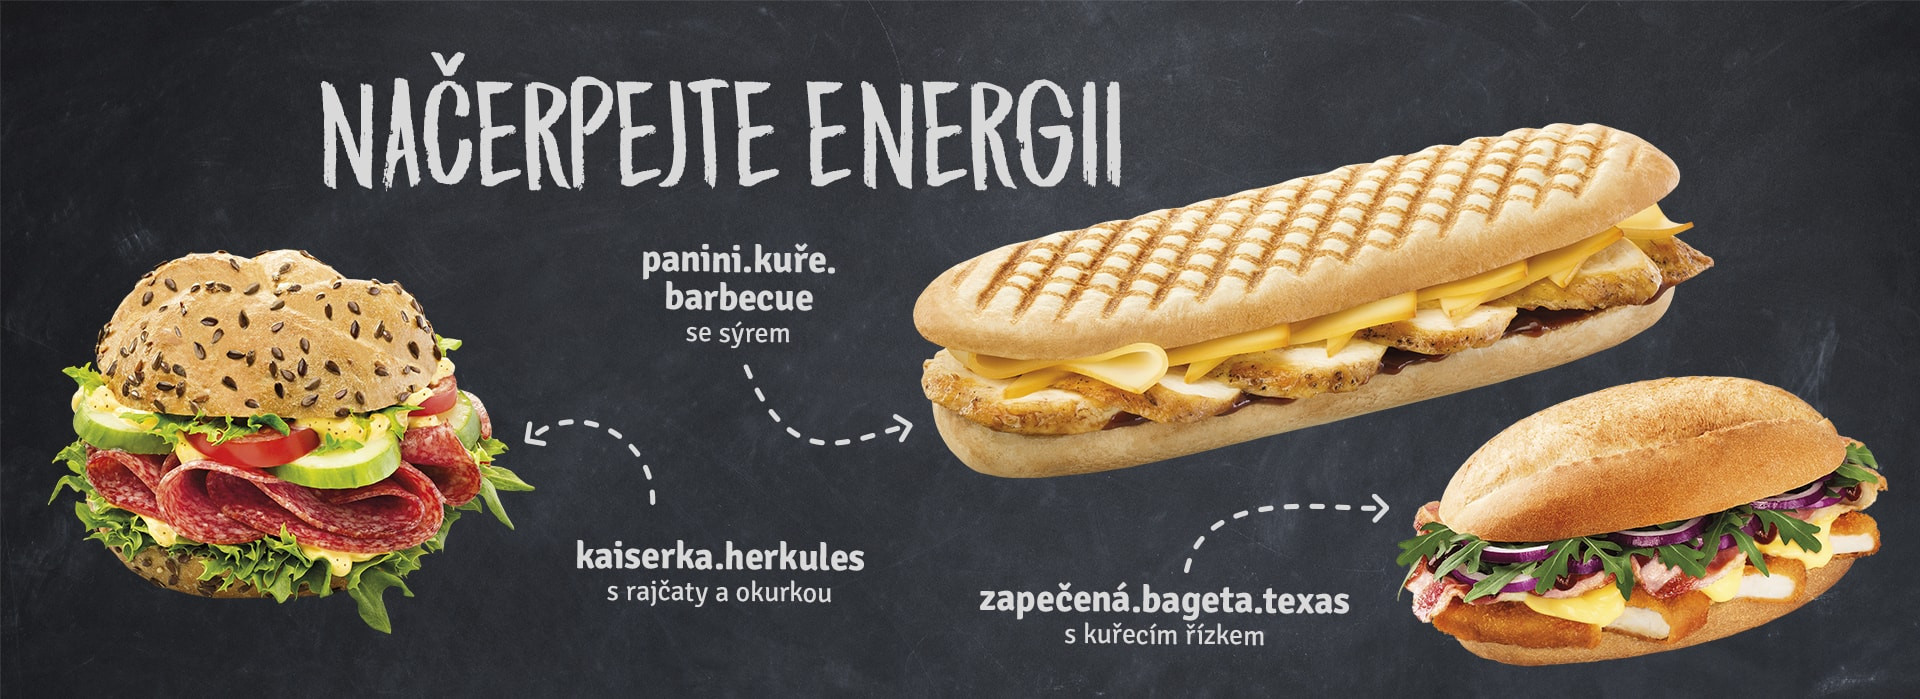 NAČERPEJTE ENERGII
panini.kuře.
barbecue
se sýrem
kaiserka.herkules
s rajčaty a okurkou
zapečená.bageta.texas
s kuřecím řízkem